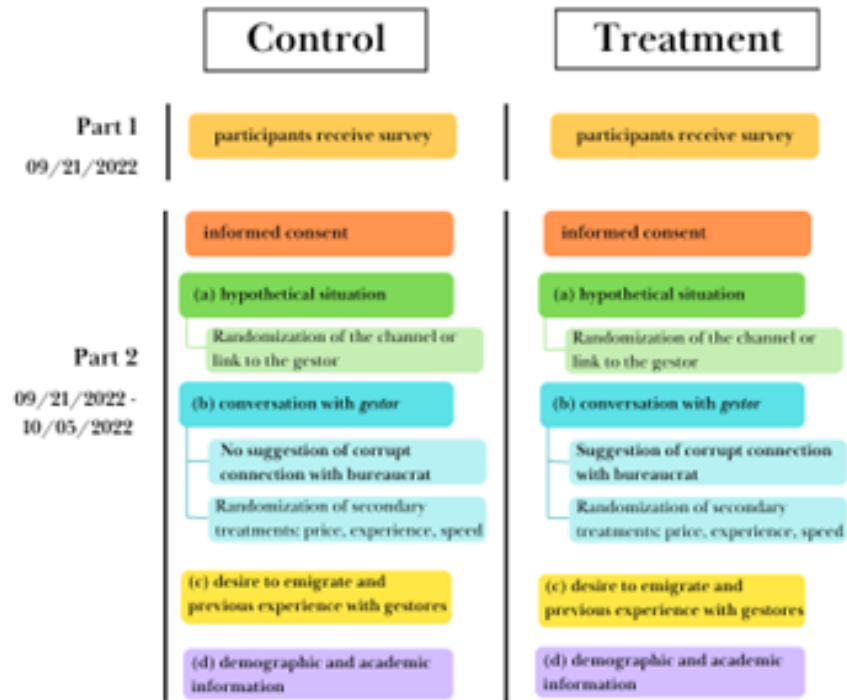 Control
Treatment
Part 1
09/21/2022
participants receive survey
participants receive survey
Part 2
09/21/2022 -
10/05/2022
informed consent
(a) hypothetical situation
Randomization of the channel or
link to the gestor
(b) conversation with gestor
No suggestion of corrupt
connection with bureaucrat
Randomization of secondary
treatments: price, experience, speed
(c) desire to emigrate and
previous experience with gestores
(d) demographic and academic
information
informed consent
(a) hypothetical situation
Randomization of the channel or
link to the gestor
(b) conversation with gestor
Suggestion of corrupt connection
with bureaucrat
Randomization of secondary
treatments: price, experience, speed
(c) desire to emigrate and
previous experience with gestores
(d) demographic and academic
information